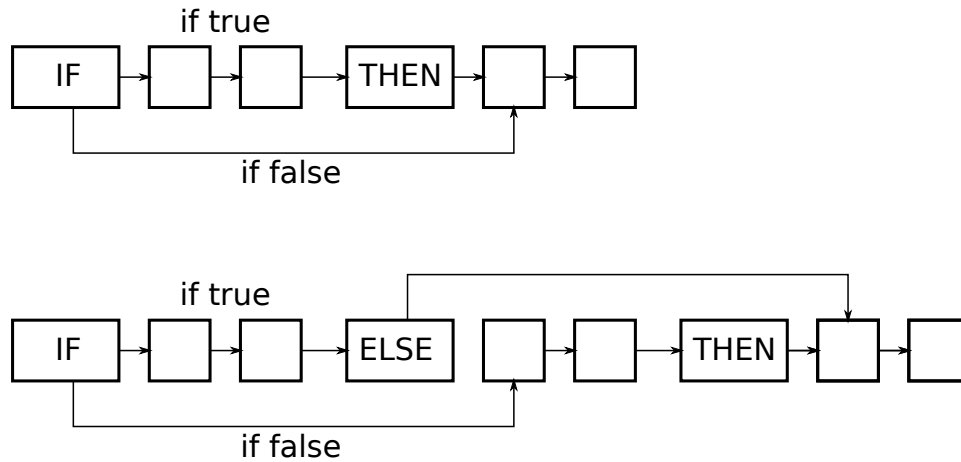 if true
IF THEN
if false
if true
IF ELSE THEN
if false